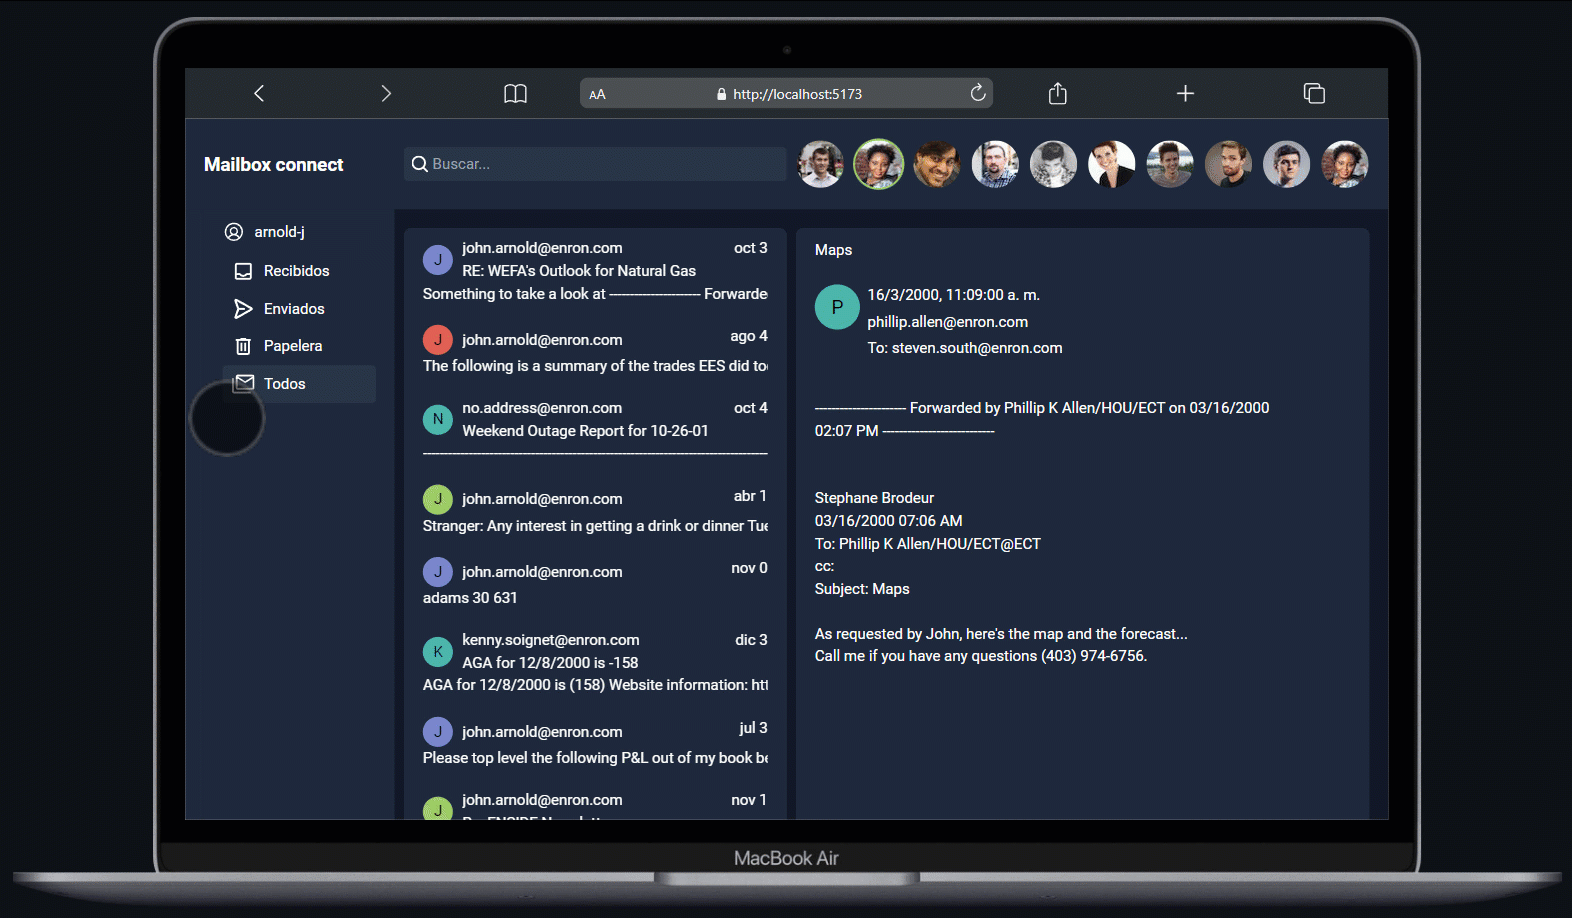 AA
http://localhost:5173
Mailbox connect
Buscar...
arnold-j
Recibidos
Enviados
Papelera
Todos
J
john.arnold@enron.com
oct 3
RE: WEFA's Outlook for Natural Gas
Something to take a look at --------------------- Forwarde
J
john.arnold@enron.com
ago 4
The following is a summary of the trades EES did to
N
no.address@enron.com
oct 4
Weekend Outage Report for 10-26-01
--------------------------------------------------------------------------------
J
john.arnold@enron.com
abr 1
Stranger: Any interest in getting a drink or dinner Tue
J
john.arnold@enron.com
nov 0
adams 30 631
K
kenny.soignet@enron.com
dic 3
AGA for 12/8/2000 is -158
AGA for 12/8/2000 is (158) Website information: htt
J
john.arnold@enron.com
jul 3
Please top level the following P&L out of my book be
J
john.arnold@enron.com
nov 1
Maps
P
16/3/2000, 11:09:00 a. m.
phillip.allen@enron.com
To: steven.south@enron.com
--------------------- Forwarded by Phillip K Allen/HOU/ECT on 03/16/2000
02:07 PM --------------------------
Stephane Brodeur
03/16/2000 07:06 AM
To: Phillip K Allen/HOU/ECT@ECT
cc:
Subject: Maps
As requested by John, here's the map and the forecast...
Call me if you have any questions (403) 974-6756.
MacBook Air